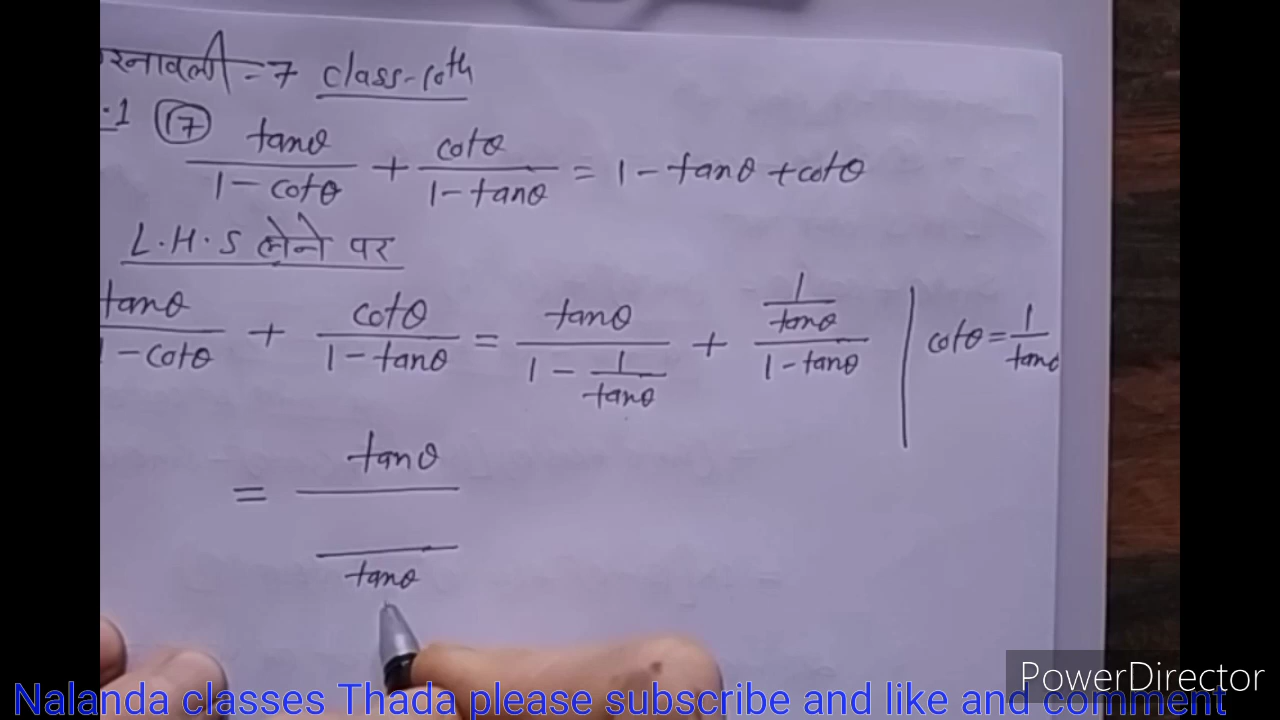 रनावली-7 class-10th
.1 (17) tanθ/(1-cotθ) + cotθ/(1-tanθ) = 1-tanθ+cotθ
L.H.S लेने पर
tanθ/(1-cotθ) + cotθ/(1-tanθ) = tanθ/(1-1/tanθ) + (1/tanθ)/(1-tanθ) | cotθ=1/tanθ
= tanθ/( /tanθ)
PowerDirector
Nalanda classes Thada please subscribe and like and comment